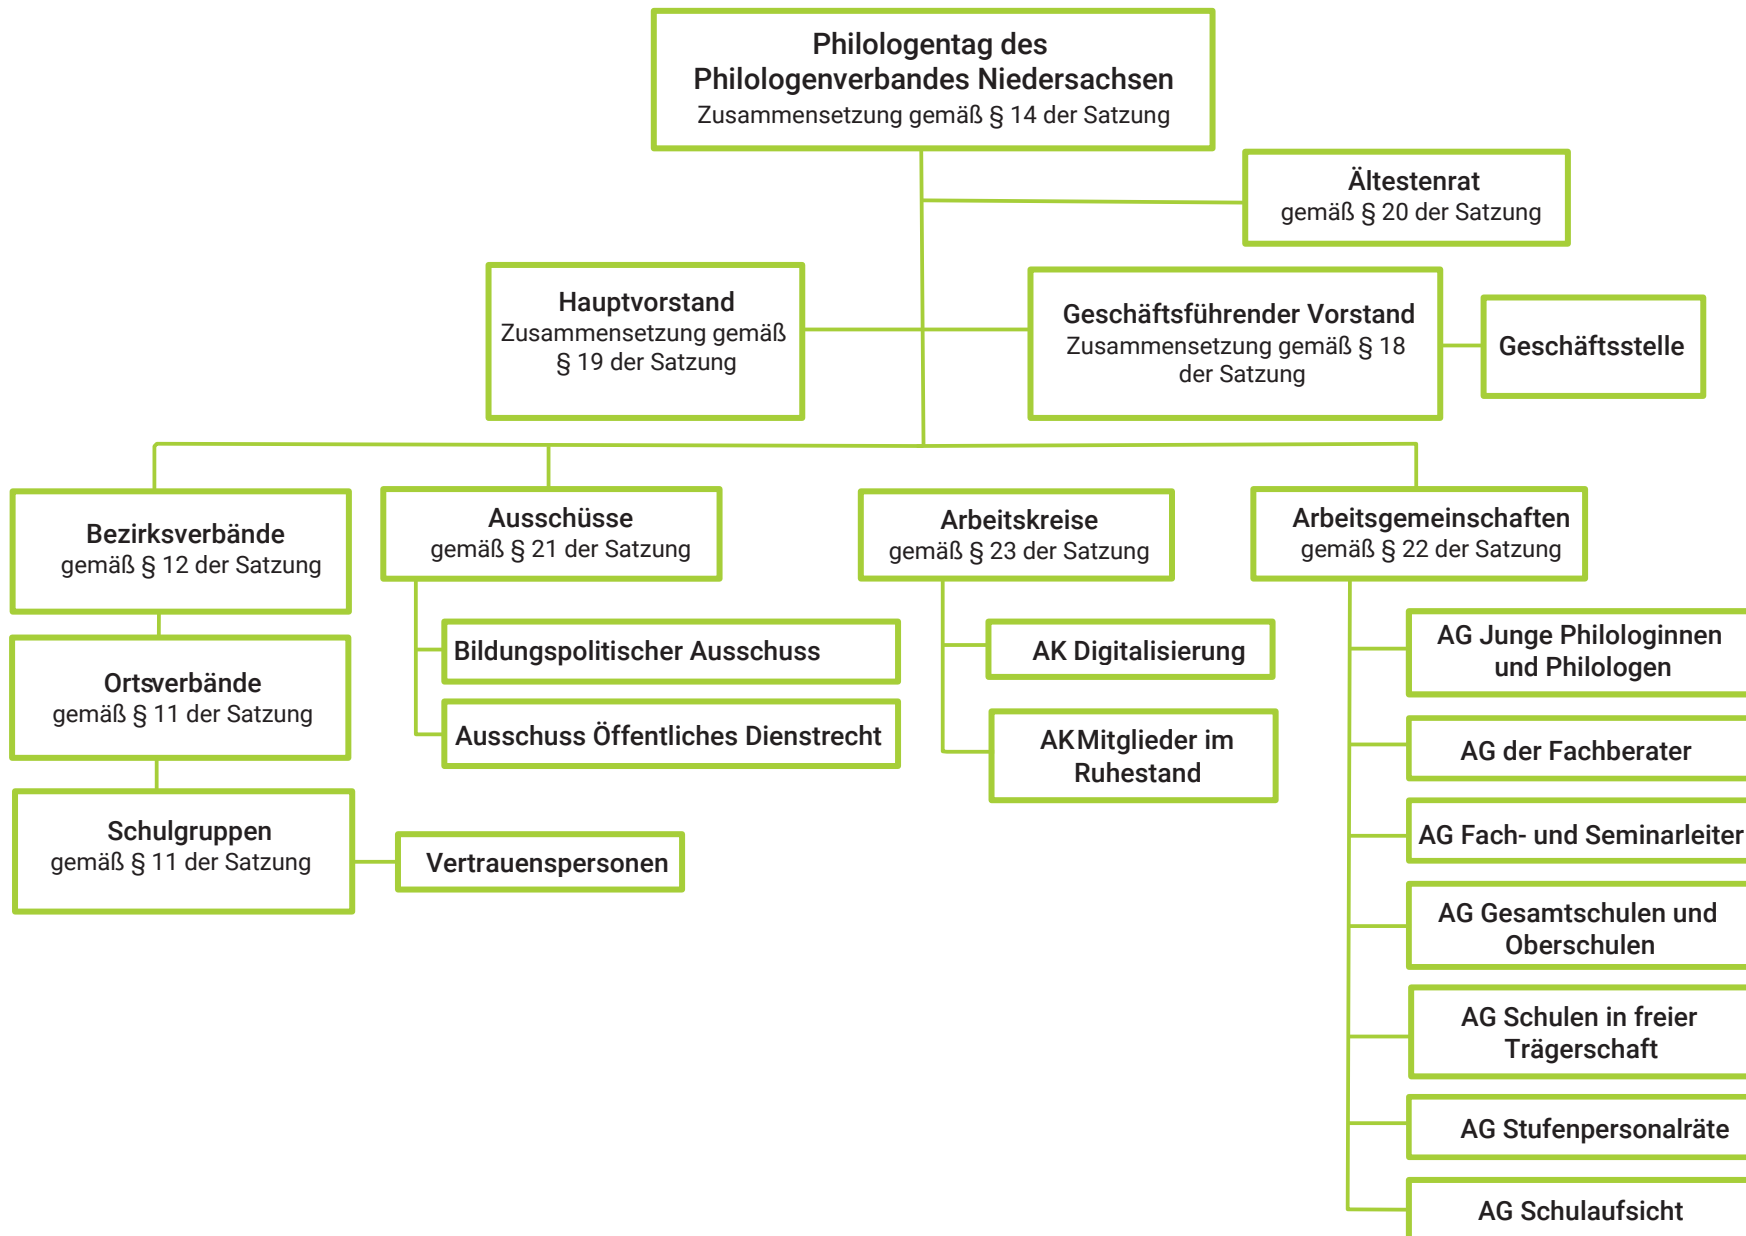 Philologentag des
Philologenverbandes Niedersachsen
Zusammensetzung gemäß § 14 der Satzung
Ältestenrat
gemäß § 20 der Satzung
Hauptvorstand
Zusammensetzung gemäß
§ 19 der Satzung
Geschäftsführender Vorstand
Zusammensetzung gemäß § 18
der Satzung
Geschäftsstelle
Bezirksverbände
gemäß § 12 der Satzung
Ortsverbände
gemäß § 11 der Satzung
Schulgruppen
gemäß § 11 der Satzung
Vertrauenspersonen
Ausschüsse
gemäß § 21 der Satzung
Bildungspolitischer Ausschuss
Ausschuss Öffentliches Dienstrecht
Arbeitskreise
gemäß § 23 der Satzung
AK Digitalisierung
AK Mitglieder im
Ruhestand
Arbeitsgemeinschaften
gemäß § 22 der Satzung
AG Junge Philologinnen
und Philologen
AG der Fachberater
AG Fach- und Seminarleiter
AG Gesamtschulen und
Oberschulen
AG Schulen in freier
Trägerschaft
AG Stufenpersonalräte
AG Schulaufsicht